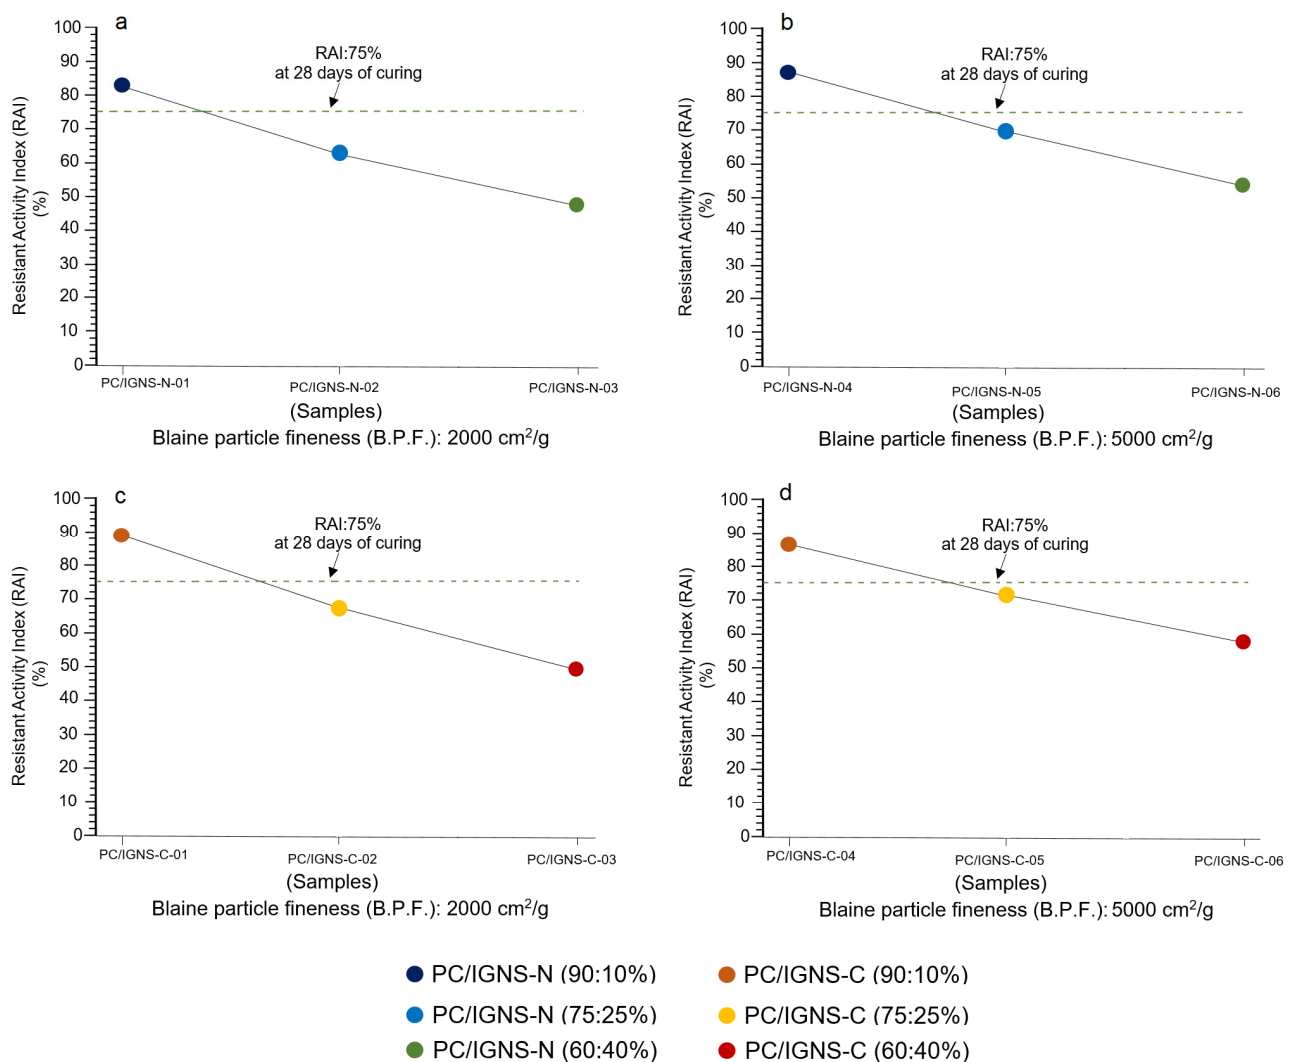 a
100
90
80
70
60
50
40
30
20
10
0
Resistant Activity Index (RAI)
(%)
RAI:75%
at 28 days of curing
PC/IGNS-N-01
PC/IGNS-N-02
PC/IGNS-N-03
(Samples)
Blaine particle fineness (B.P.F.): 2000 cm²/g
b
100
90
80
70
60
50
40
30
20
10
0
Resistant Activity Index (RAI)
(%)
RAI:75%
at 28 days of curing
PC/IGNS-N-04
PC/IGNS-N-05
PC/IGNS-N-06
(Samples)
Blaine particle fineness (B.P.F.): 5000 cm²/g
c
100
90
80
70
60
50
40
30
20
10
0
Resistant Activity Index (RAI)
(%)
RAI:75%
at 28 days of curing
PC/IGNS-C-01
PC/IGNS-C-02
PC/IGNS-C-03
(Samples)
Blaine particle fineness (B.P.F.): 2000 cm²/g
d
100
90
80
70
60
50
40
30
20
10
0
Resistant Activity Index (RAI)
(%)
RAI:75%
at 28 days of curing
PC/IGNS-C-04
PC/IGNS-C-05
PC/IGNS-C-06
(Samples)
Blaine particle fineness (B.P.F.): 5000 cm²/g
PC/IGNS-N (90:10%)
PC/IGNS-N (75:25%)
PC/IGNS-N (60:40%)
PC/IGNS-C (90:10%)
PC/IGNS-C (75:25%)
PC/IGNS-C (60:40%)